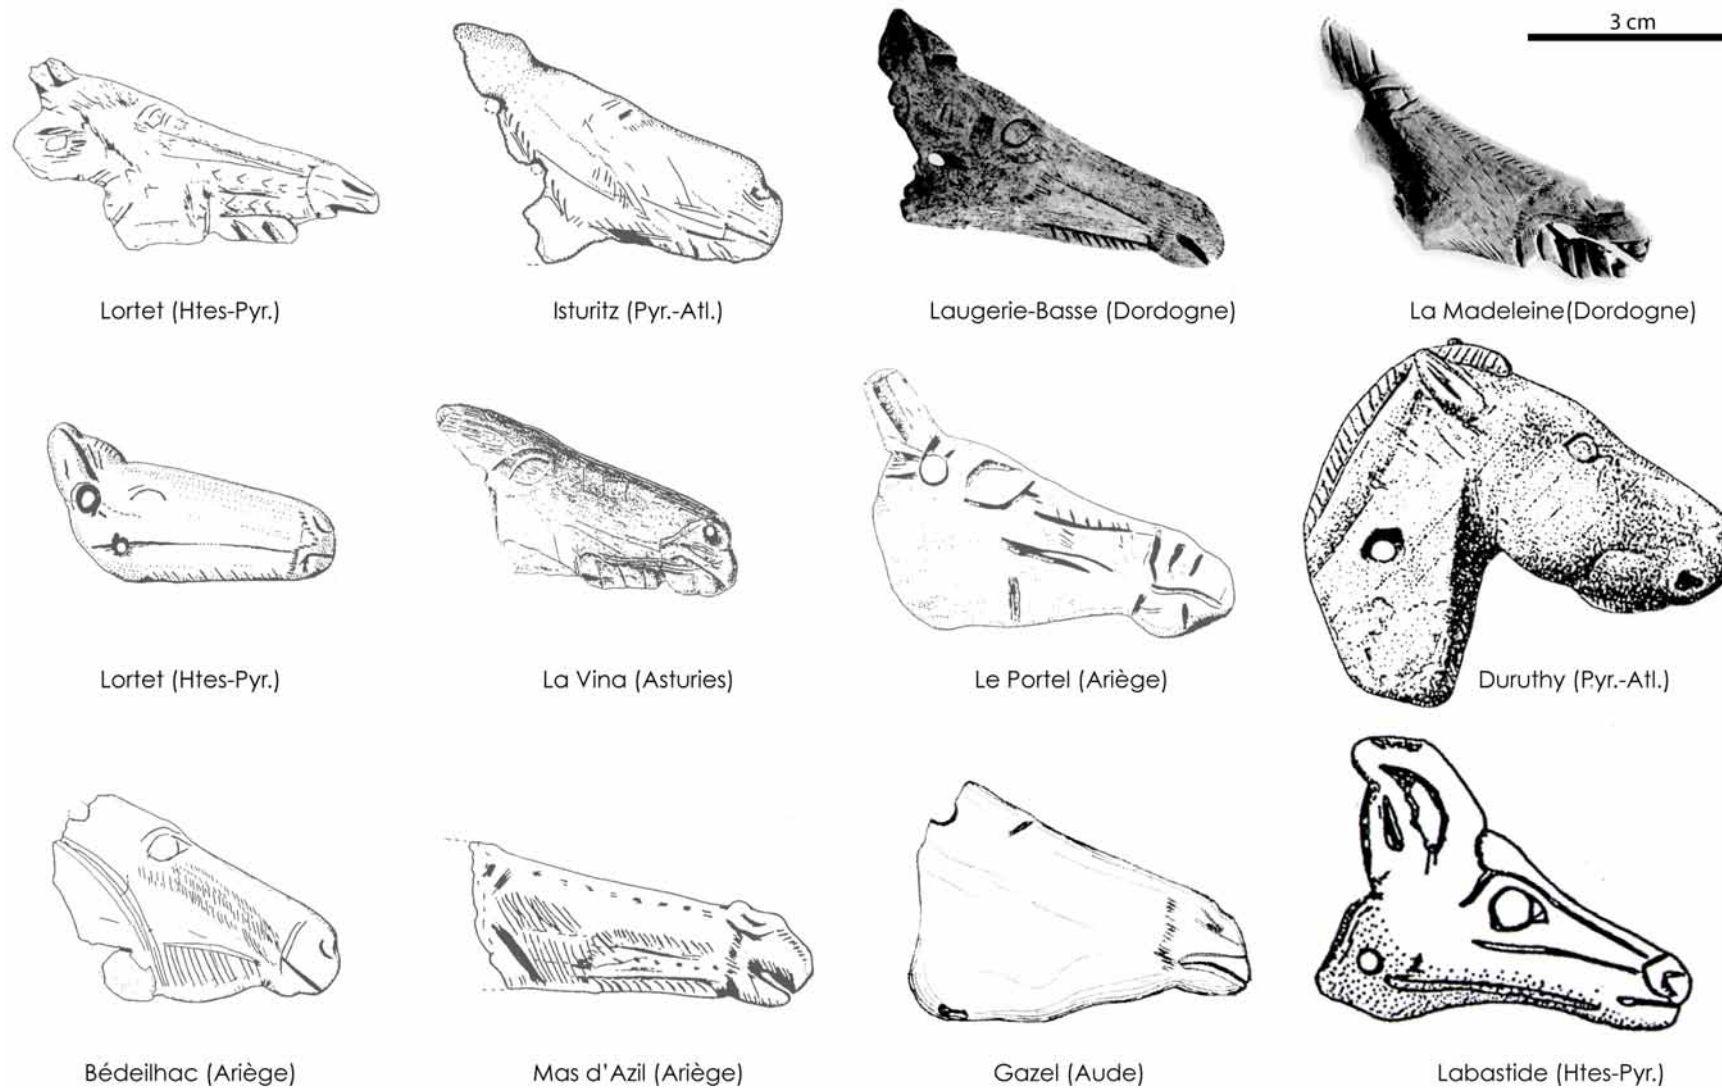 3 cm
Lortet (Htes-Pyr.)
Isturitz (Pyr.-Atl.)
Laugerie-Basse (Dordogne)
La Madeleine(Dordogne)
Lortet (Htes-Pyr.)
La Vina (Asturies)
Le Portel (Ariège)
Duruthy (Pyr.-Atl.)
Bédeilhac (Ariège)
Mas d'Azil (Ariège)
Gazel (Aude)
Labastide (Htes-Pyr.)